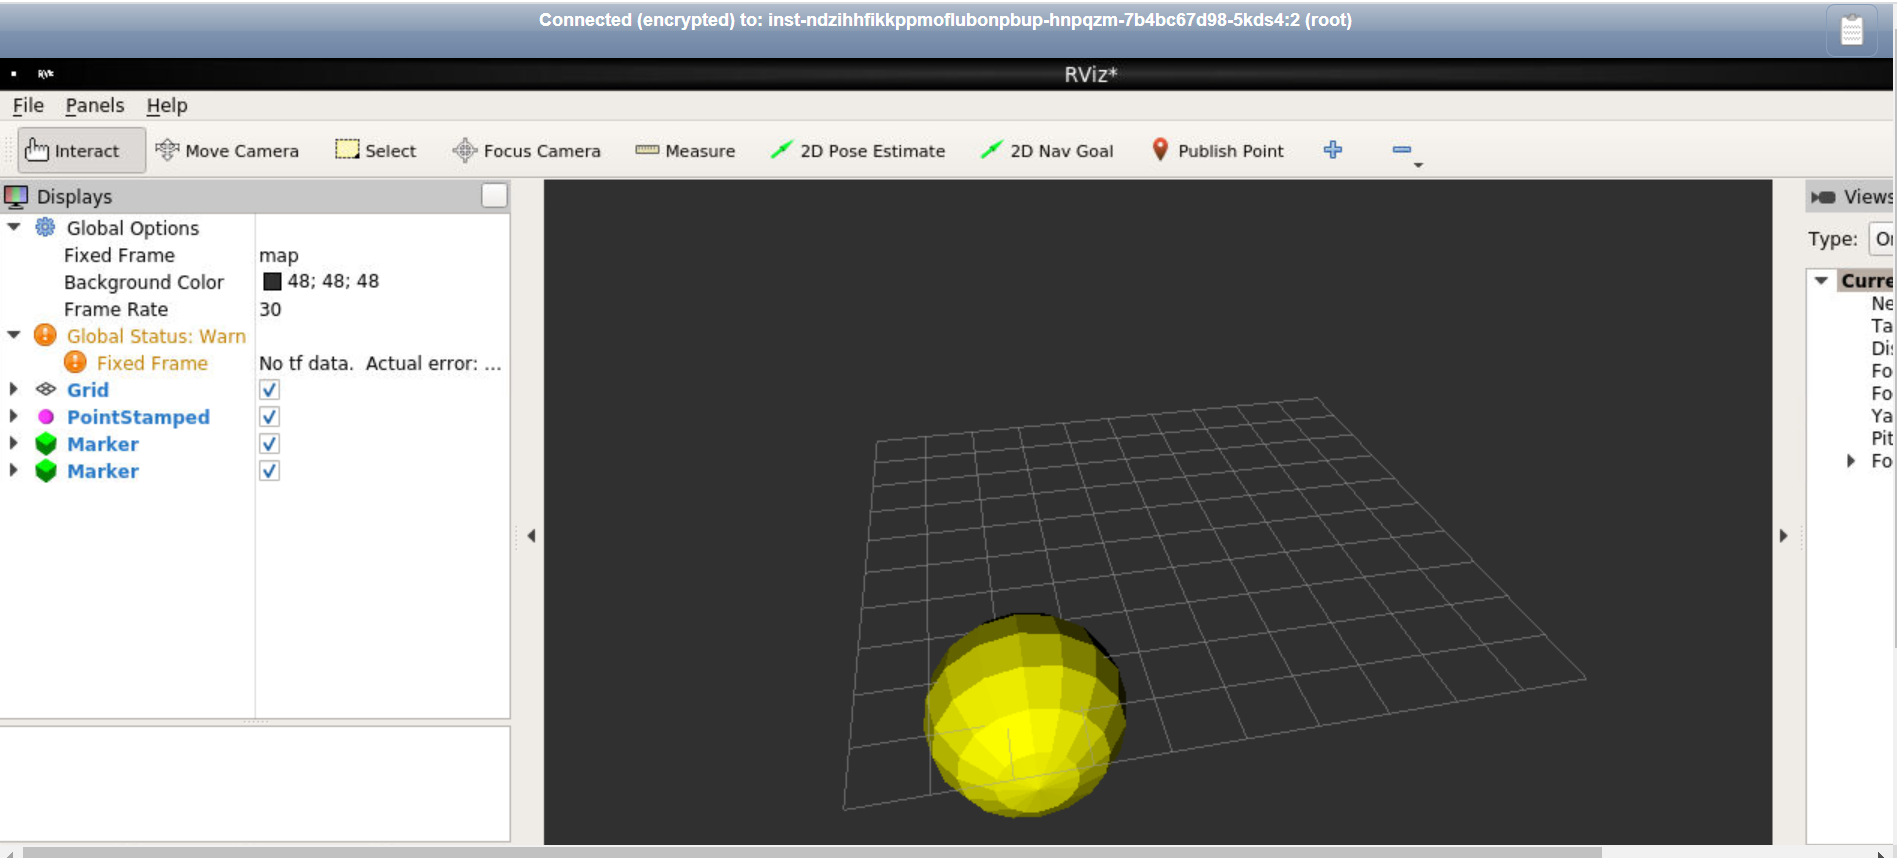 Connected (encrypted) to: inst-ndzihhfikkppmoflubonpbup-hnpqzm-7b4bc67d98-5kds4:2 (root)
RViz*
File Panels Help
Interact Move Camera Select Focus Camera Measure 2D Pose Estimate 2D Nav Goal Publish Point
Displays
Global Options
Fixed Frame map
Background Color 48; 48; 48
Frame Rate 30
Global Status: Warn
Fixed Frame No tf data. Actual error: ...
Grid
PointStamped
Marker
Marker
Views
Type: O
Curre
Ne
Ta
Dis
Fo
Fo
Ya
Pit
Fo